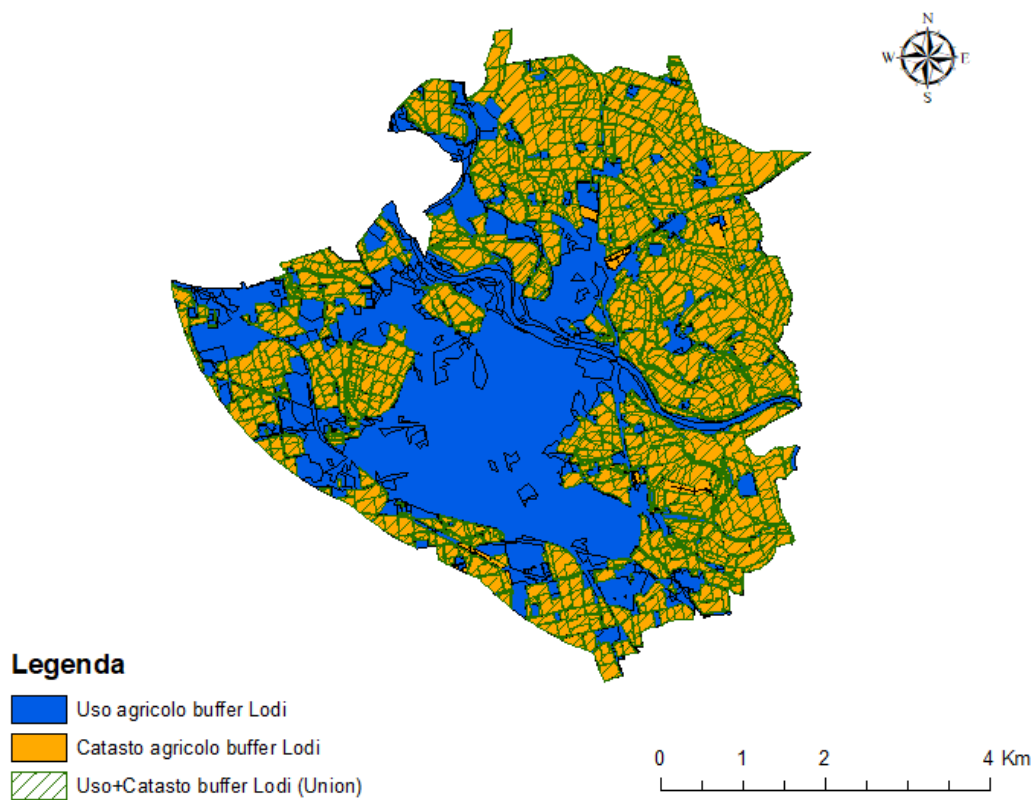 N
W E
S
Legenda
Uso agricolo buffer Lodi
Catasto agricolo buffer Lodi
Uso+Catasto buffer Lodi (Union)
0 1 2 4 Km